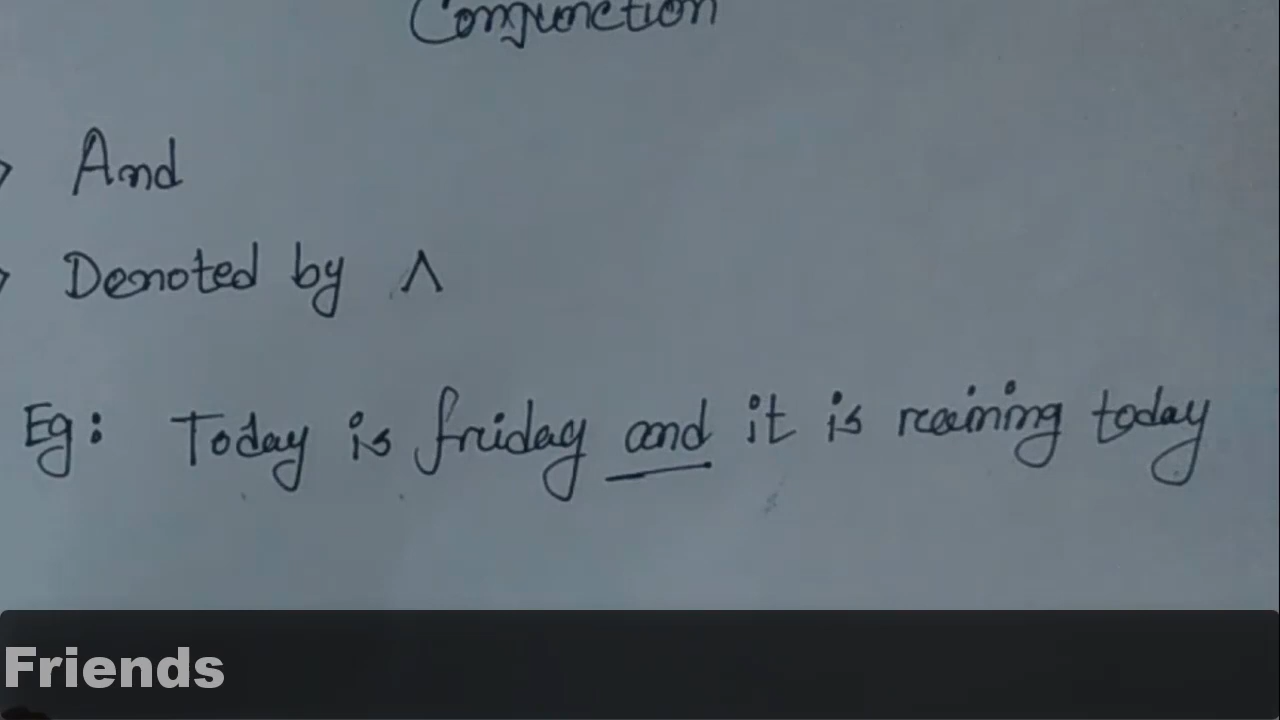 Conjunction
And
Denoted by ∧
Eg: Today is friday and it is raining today
Friends